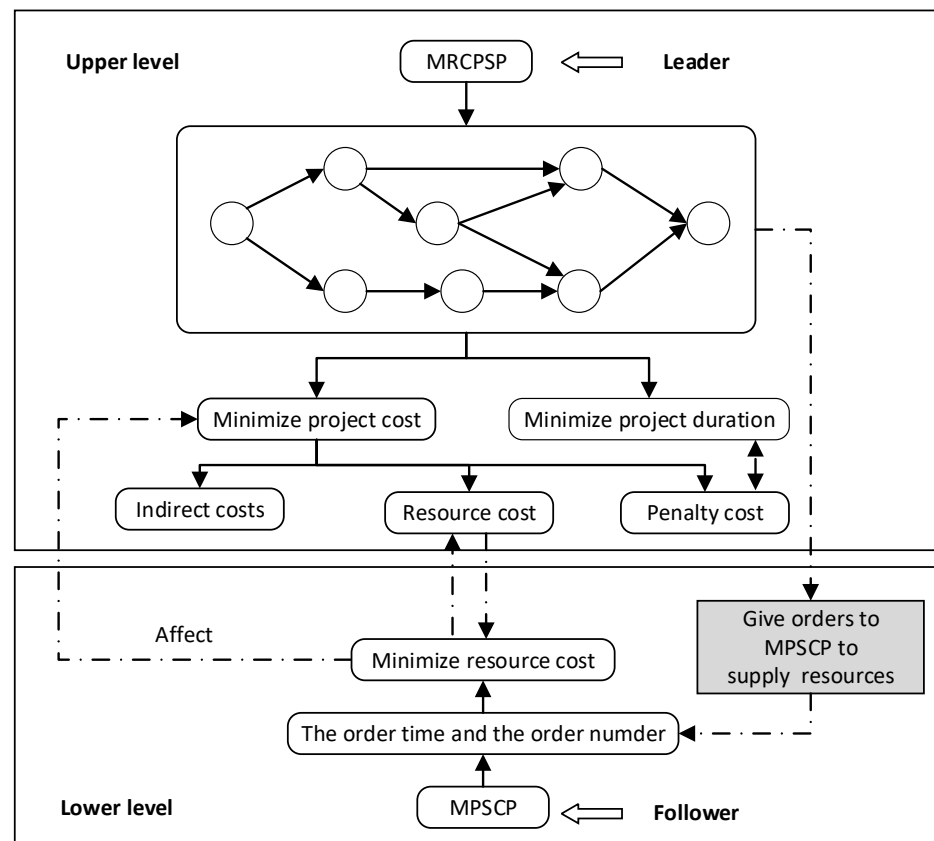 Upper level
MRCPSP
Leader
Minimize project cost
Minimize project duration
Indirect costs
Resource cost
Penalty cost
Affect
Give orders to
MPSCP to
supply resources
Minimize resource cost
The order time and the order numder
Lower level
MPSCP
Follower